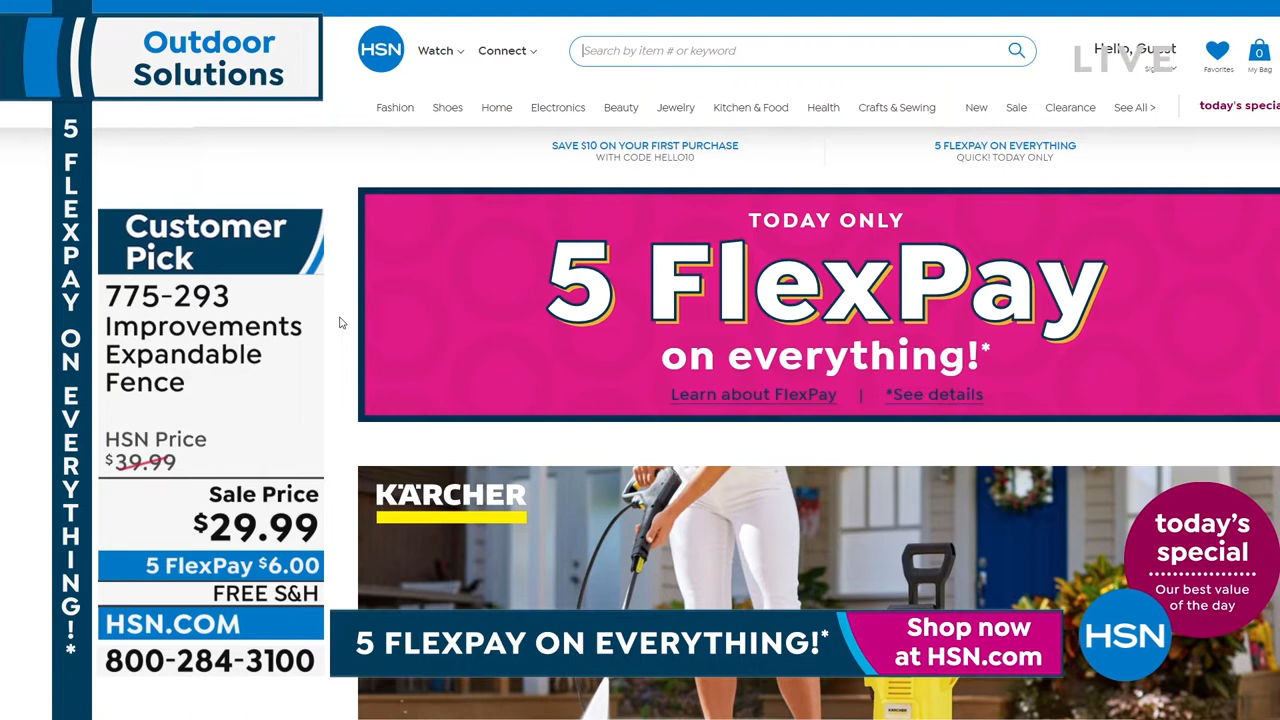 Outdoor
Solutions
5 FLEXPAY ON EVERYTHING!*
Customer
Pick
775-293
Improvements
Expandable
Fence
HSN Price
$39.99
Sale Price
$29.99
5 FlexPay $6.00
FREE S&H
HSN.COM
800-284-3100
HSN
Watch
Connect
Search by item # or keyword
Hello, Guest
LIVE
Favorites
0
My Bag
Fashion
Shoes
Home
Electronics
Beauty
Jewelry
Kitchen & Food
Health
Crafts & Sewing
New
Sale
Clearance
See All >
today's specia
SAVE $10 ON YOUR FIRST PURCHASE
WITH CODE HELLO10
5 FLEXPAY ON EVERYTHING
QUICK! TODAY ONLY
TODAY ONLY
5 FlexPay
on everything!*
Learn about FlexPay | *See details
KÄRCHER
today's
special
Our best value
of the day
5 FLEXPAY ON EVERYTHING!*
Shop now
at HSN.com
HSN
KÄRCHER